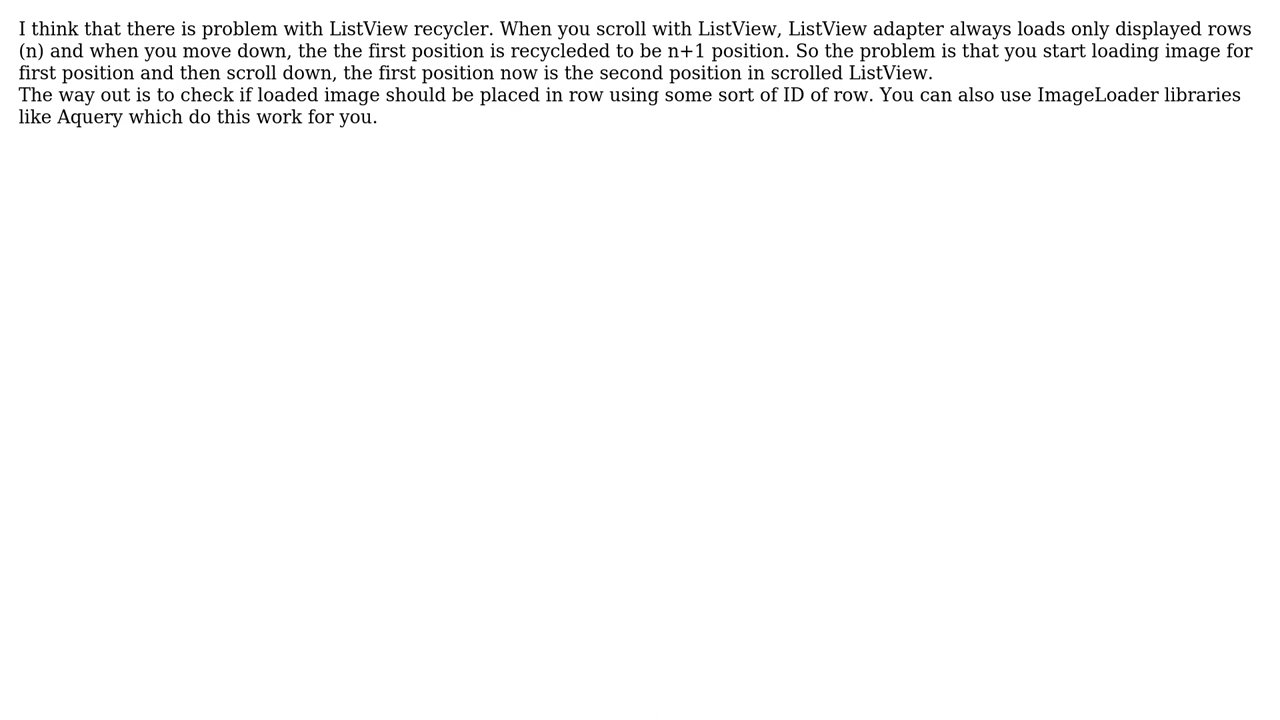 I think that there is problem with ListView recycler. When you scroll with ListView, ListView adapter always loads only displayed rows
(n) and when you move down, the the first position is recycleded to be n+1 position. So the problem is that you start loading image for
first position and then scroll down, the first position now is the second position in scrolled ListView.
The way out is to check if loaded image should be placed in row using some sort of ID of row. You can also use ImageLoader libraries
like Aquery which do this work for you.